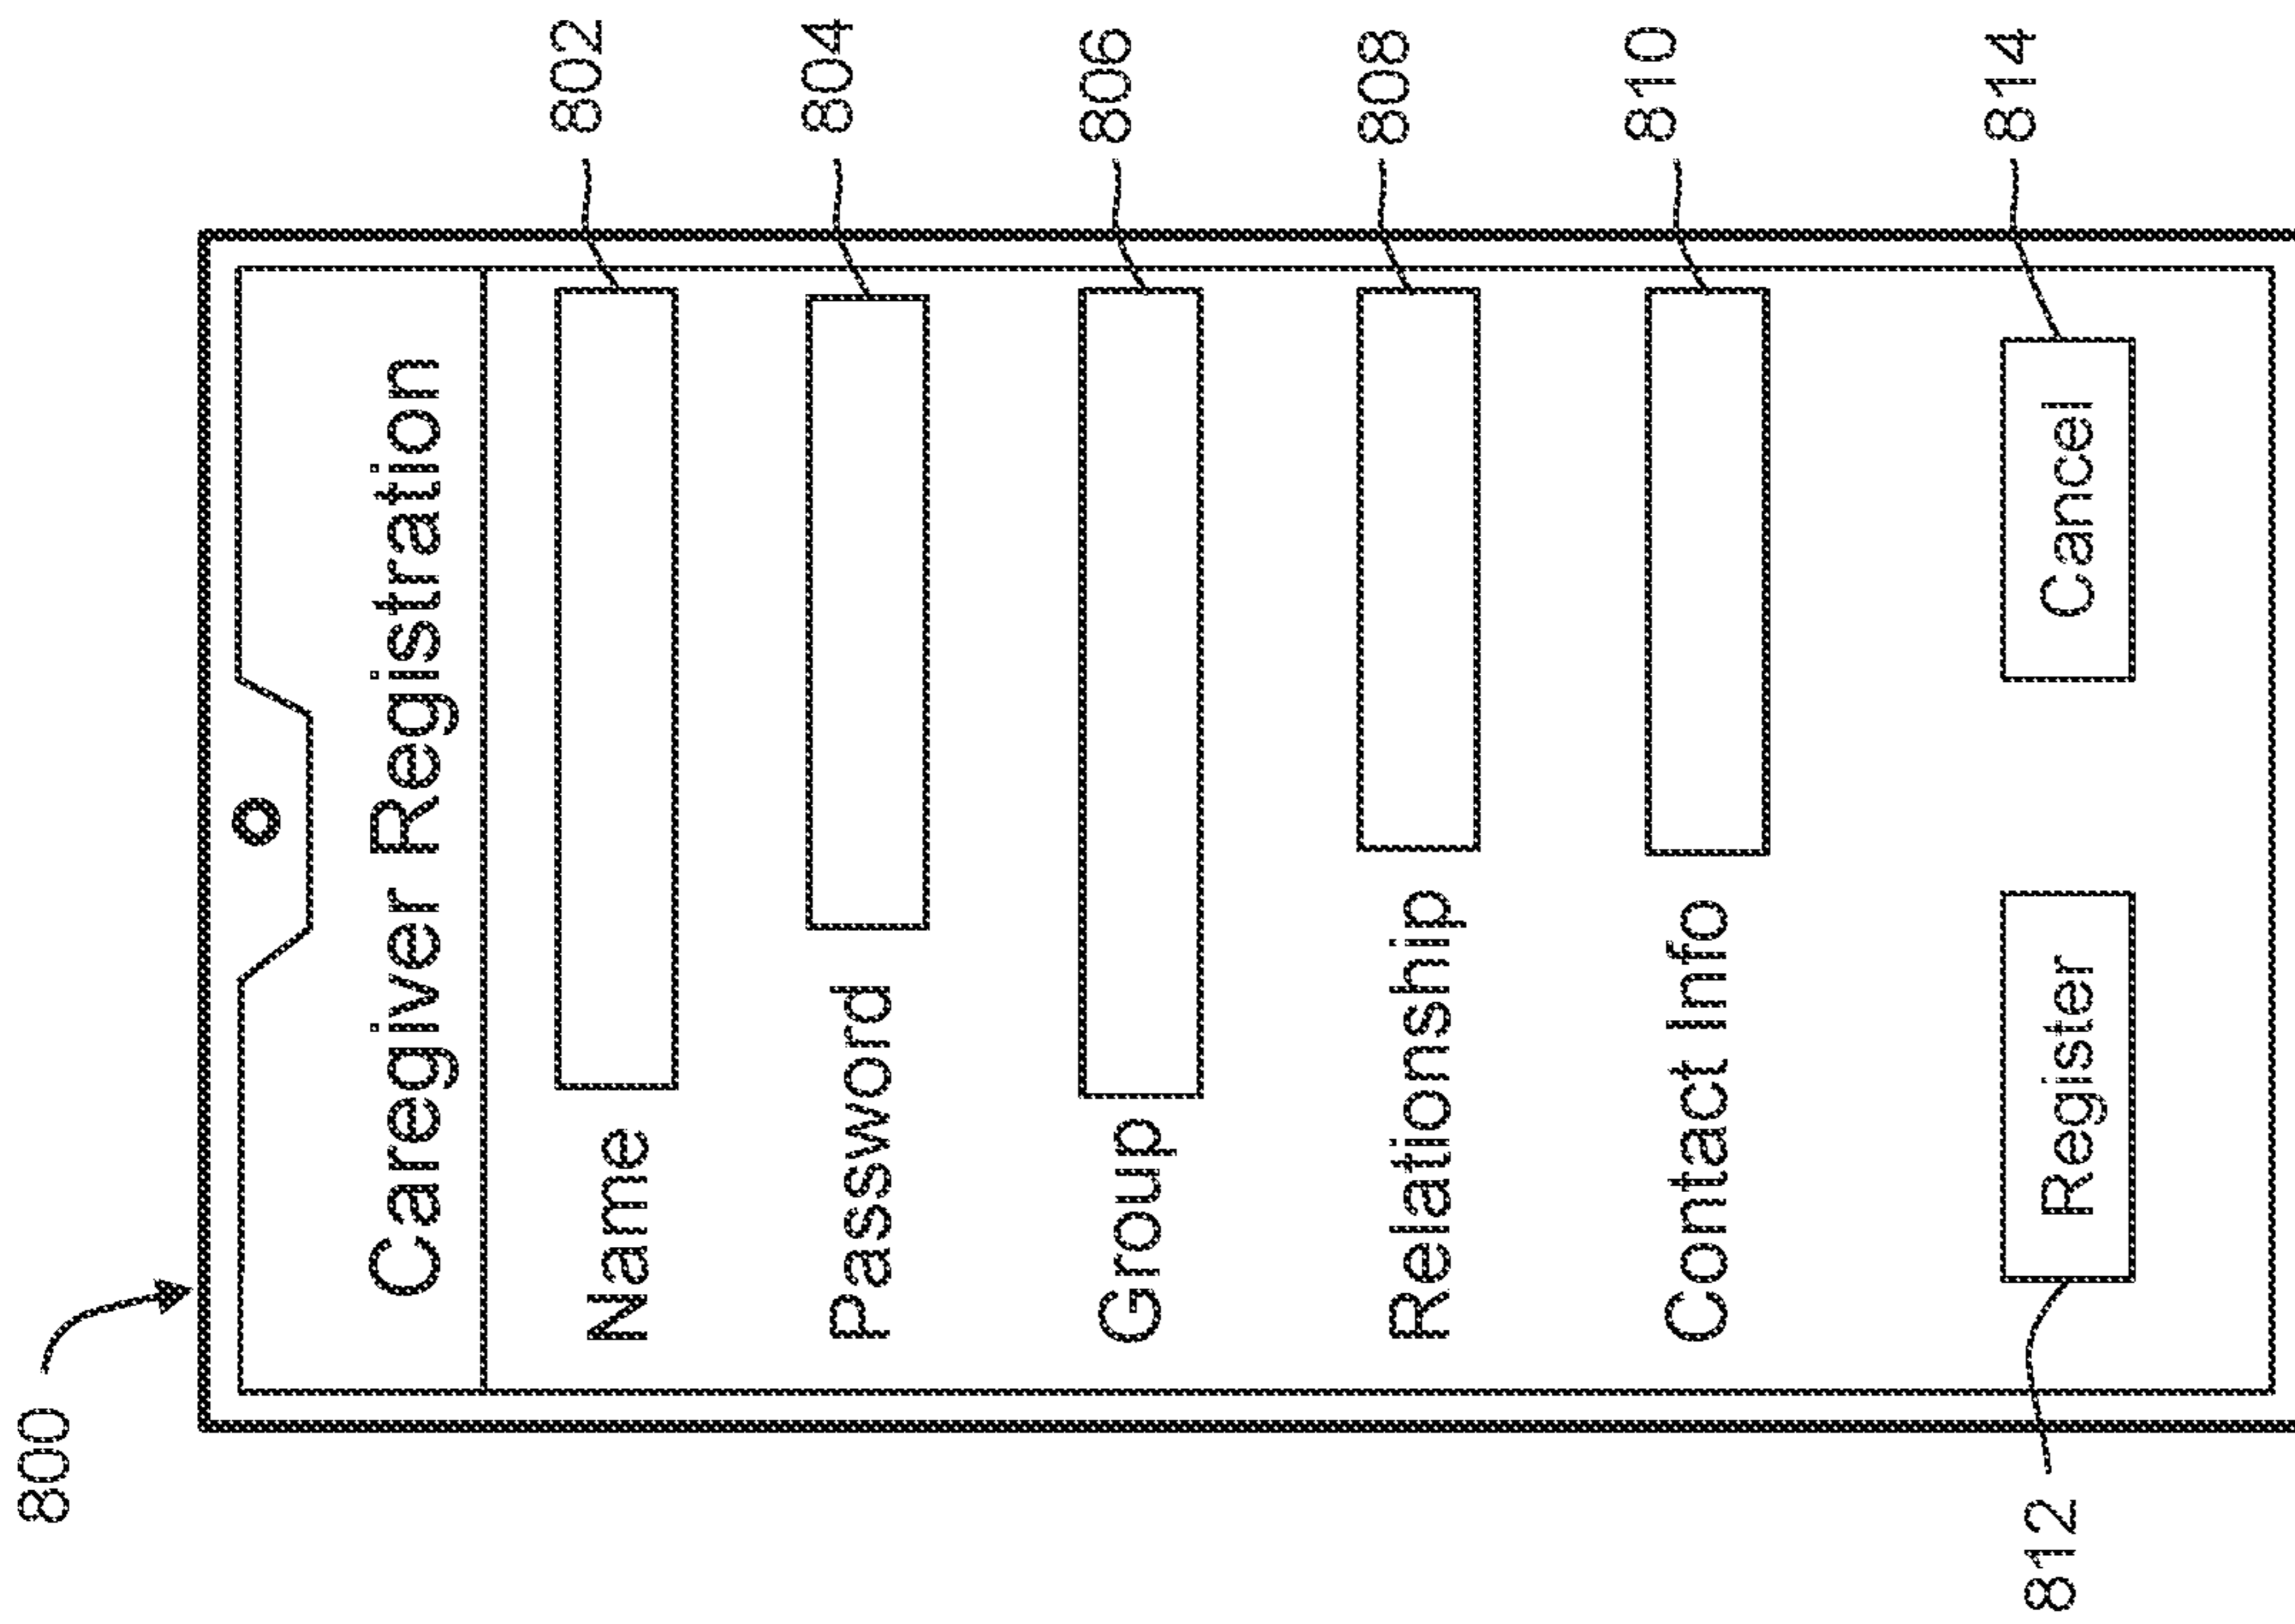 800
Caregiver Registration
Name 802
Password 804
Group 806
Relationship 808
Contact Info 810
812 Register Cancel 814